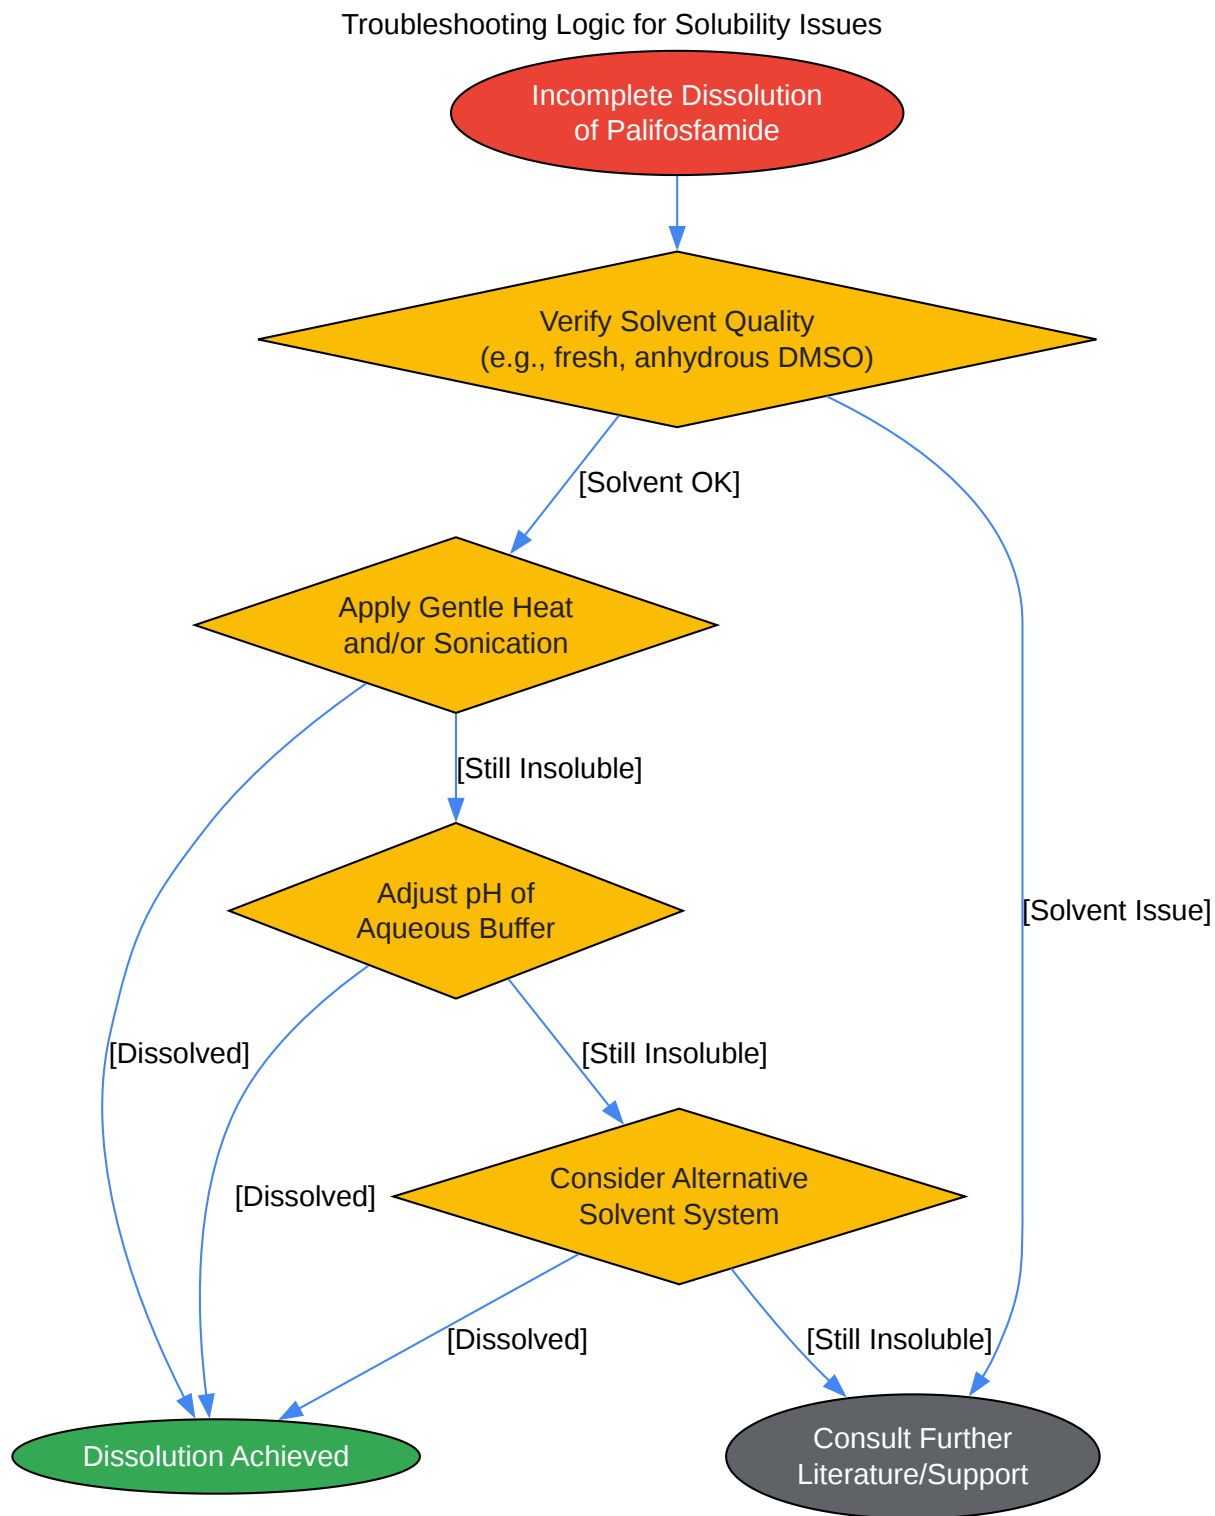 Troubleshooting Logic for Solubility Issues
Incomplete Dissolution
of Palifosfamide
Verify Solvent Quality
(e.g., fresh, anhydrous DMSO)
[Solvent OK]
Apply Gentle Heat
and/or Sonication
[Still Insoluble]
Adjust pH of
Aqueous Buffer
[Solvent Issue]
[Dissolved]
[Still Insoluble]
Consider Alternative
Solvent System
[Dissolved]
[Dissolved]
[Still Insoluble]
Dissolution Achieved
Consult Further
Literature/Support